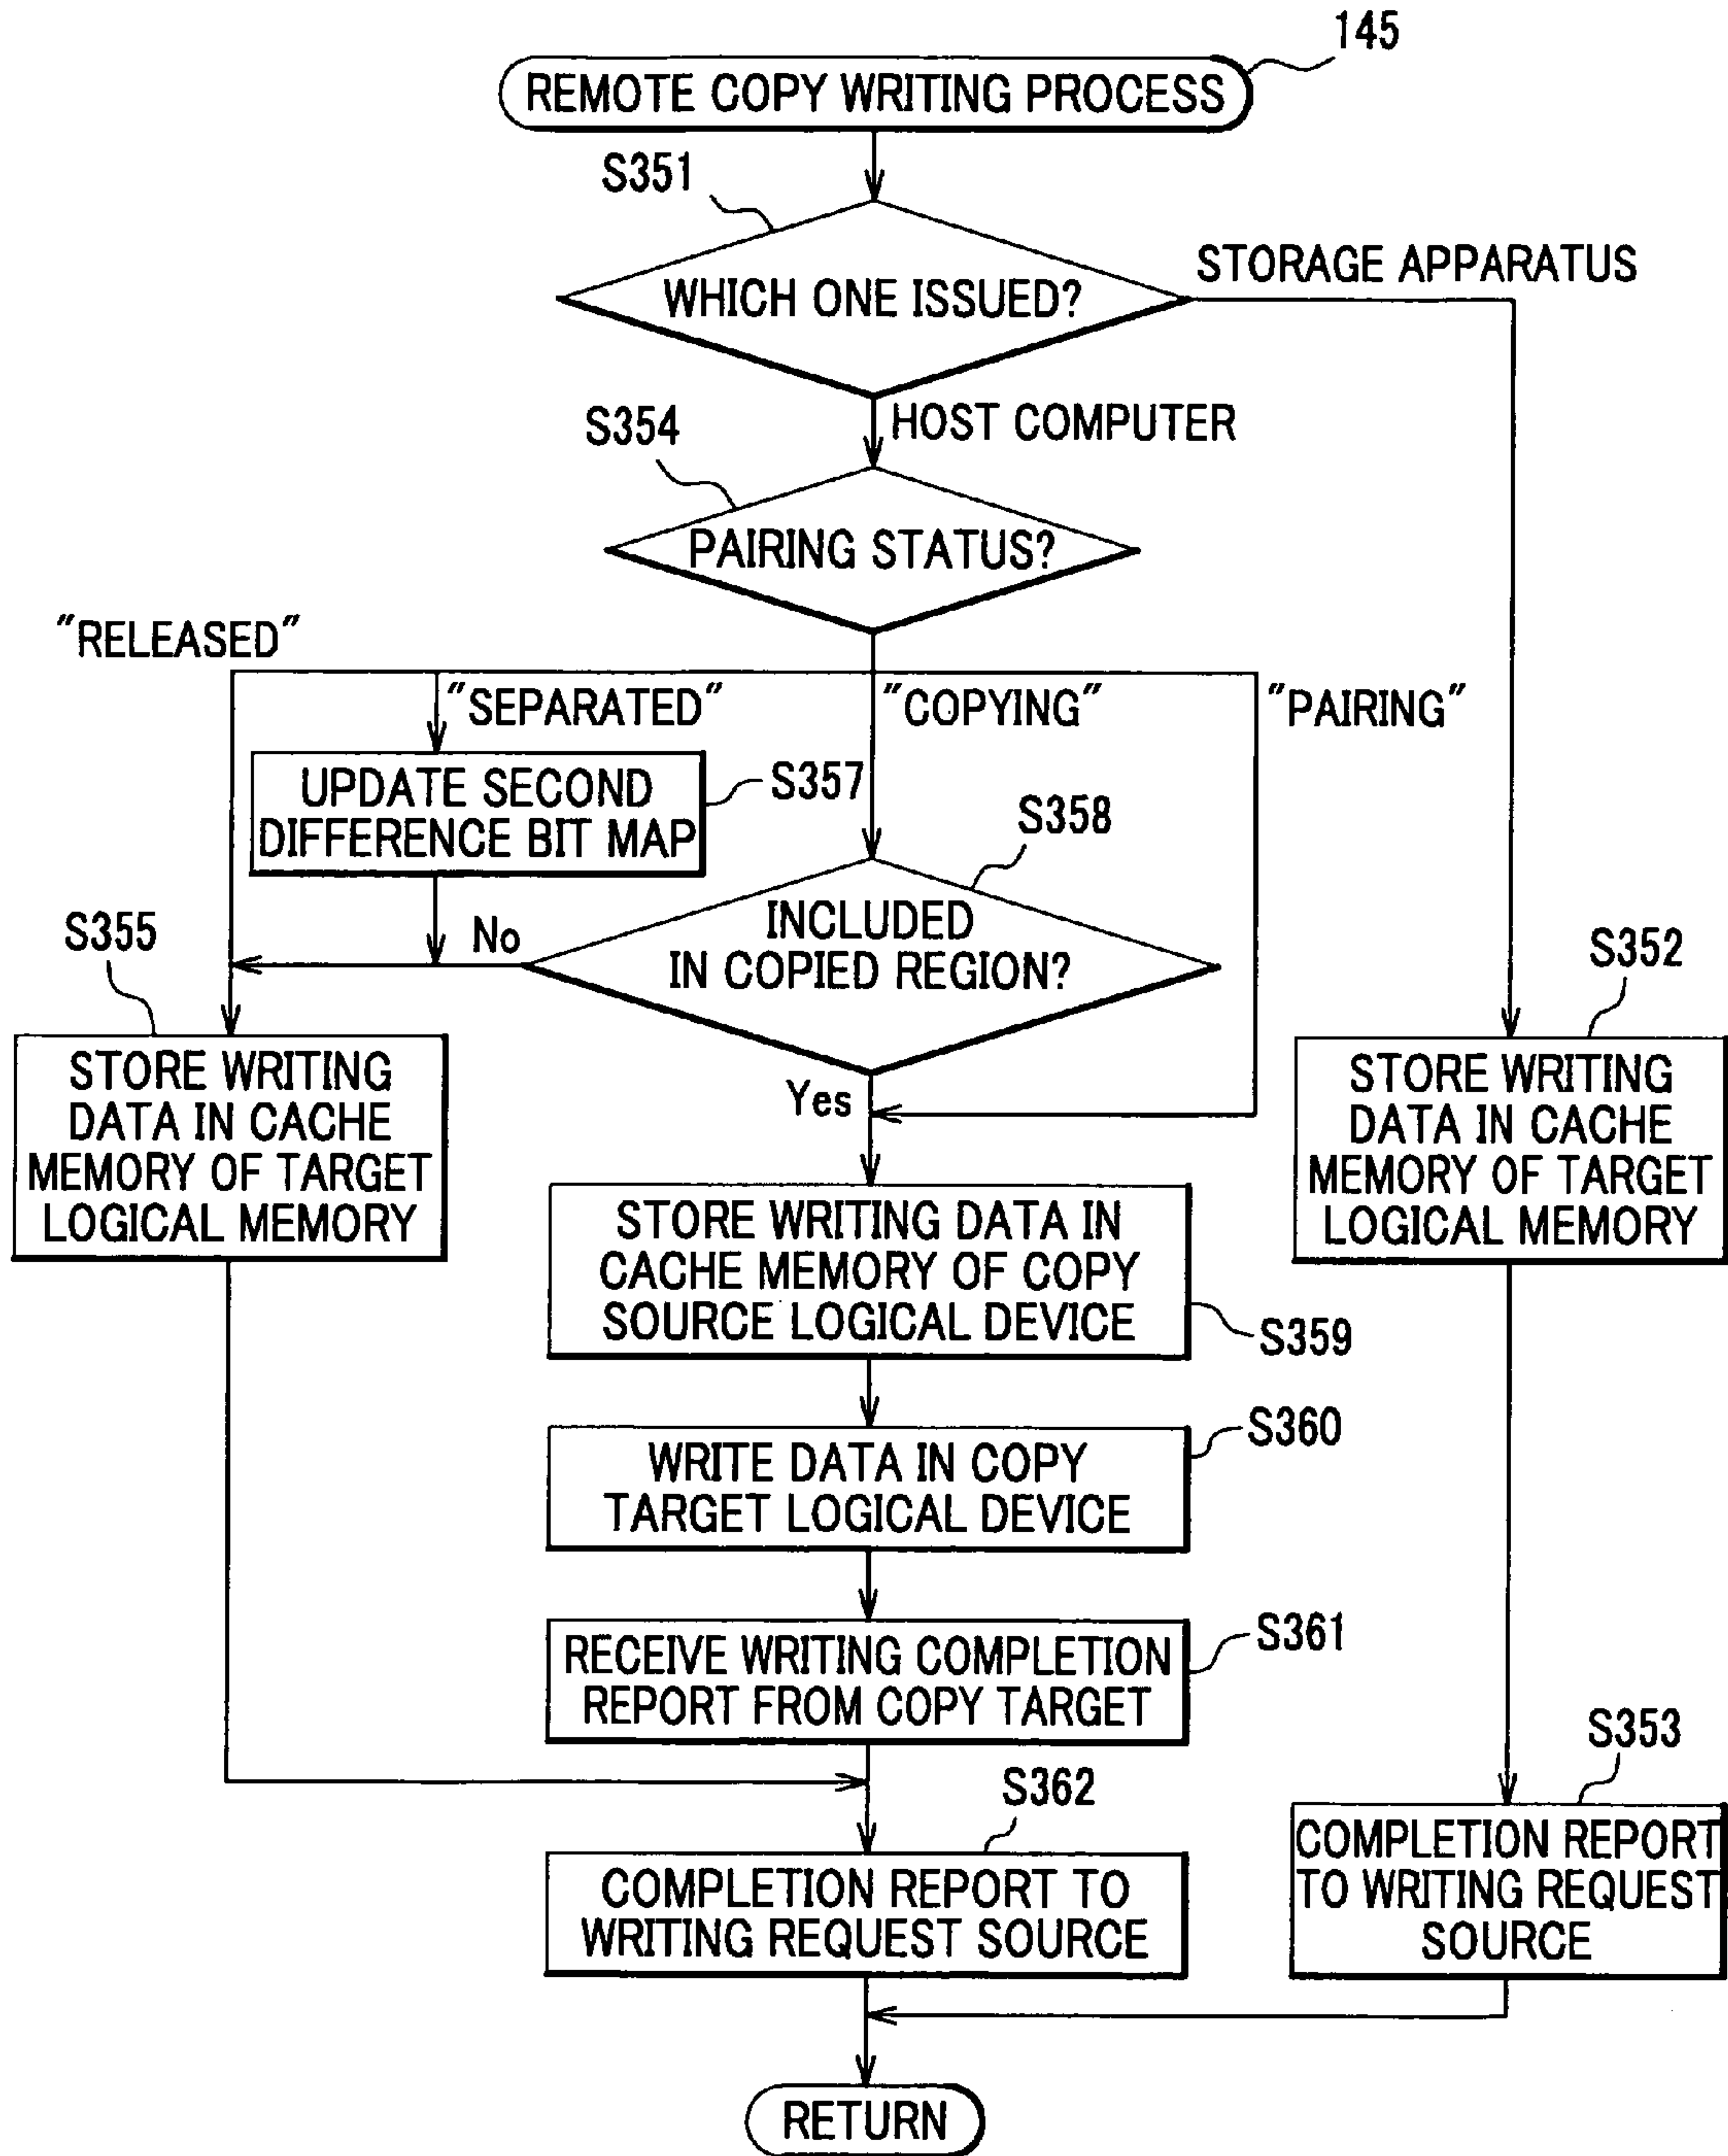 145
REMOTE COPY WRITING PROCESS
S351
WHICH ONE ISSUED?
STORAGE APPARATUS
HOST COMPUTER
S354
PAIRING STATUS?
"RELEASED"
"SEPARATED"
"COPYING"
"PAIRING"
UPDATE SECOND
DIFFERENCE BIT MAP
S357
S358
INCLUDED
IN COPIED REGION?
No
Yes
S355
STORE WRITING
DATA IN CACHE
MEMORY OF TARGET
LOGICAL MEMORY
S352
STORE WRITING
DATA IN CACHE
MEMORY OF TARGET
LOGICAL MEMORY
STORE WRITING DATA IN
CACHE MEMORY OF COPY
SOURCE LOGICAL DEVICE
S359
WRITE DATA IN COPY
TARGET LOGICAL DEVICE
S360
RECEIVE WRITING COMPLETION
REPORT FROM COPY TARGET
S361
S362
COMPLETION REPORT TO
WRITING REQUEST SOURCE
S353
COMPLETION REPORT
TO WRITING REQUEST
SOURCE
RETURN